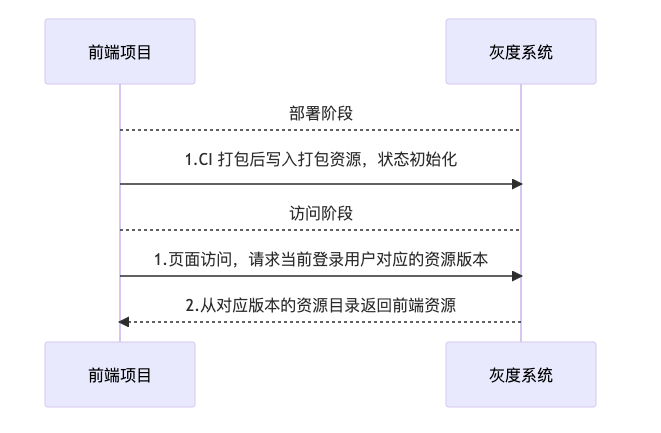 前端项目
灰度系统
部署阶段
1.CI 打包后写入打包资源，状态初始化
访问阶段
1.页面访问，请求当前登录用户对应的资源版本
2.从对应版本的资源目录返回前端资源
前端项目
灰度系统